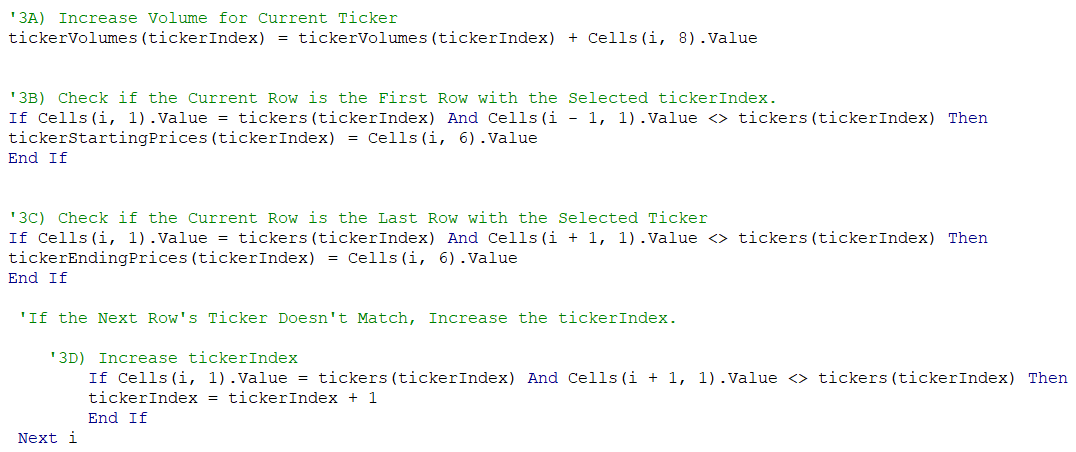 '3A) Increase Volume for Current Ticker
tickerVolumes(tickerIndex) = tickerVolumes(tickerIndex) + Cells(i, 8).Value
'3B) Check if the Current Row is the First Row with the Selected tickerIndex.
If Cells(i, 1).Value = tickers(tickerIndex) And Cells(i - 1, 1).Value <> tickers(tickerIndex) Then
tickerStartingPrices(tickerIndex) = Cells(i, 6).Value
End If
'3C) Check if the Current Row is the Last Row with the Selected Ticker
If Cells(i, 1).Value = tickers(tickerIndex) And Cells(i + 1, 1).Value <> tickers(tickerIndex) Then
tickerEndingPrices(tickerIndex) = Cells(i, 6).Value
End If
'If the Next Row's Ticker Doesn't Match, Increase the tickerIndex.
'3D) Increase tickerIndex
If Cells(i, 1).Value = tickers(tickerIndex) And Cells(i + 1, 1).Value <> tickers(tickerIndex) Then
tickerIndex = tickerIndex + 1
End If
Next i